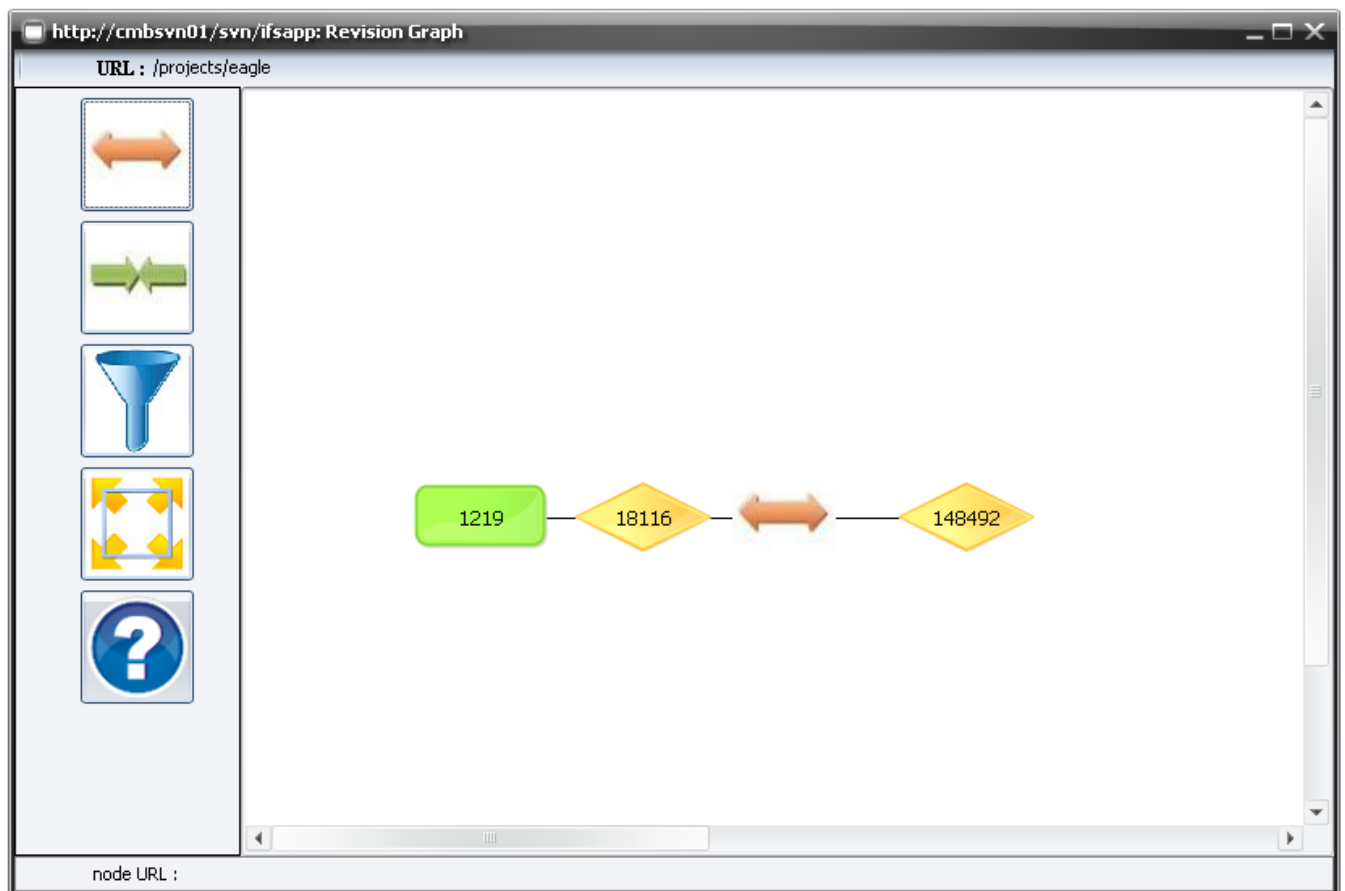 http://cmbsvn01/svn/ifsapp: Revision Graph
URL : /projects/eagle
1219
18116
148492
node URL :